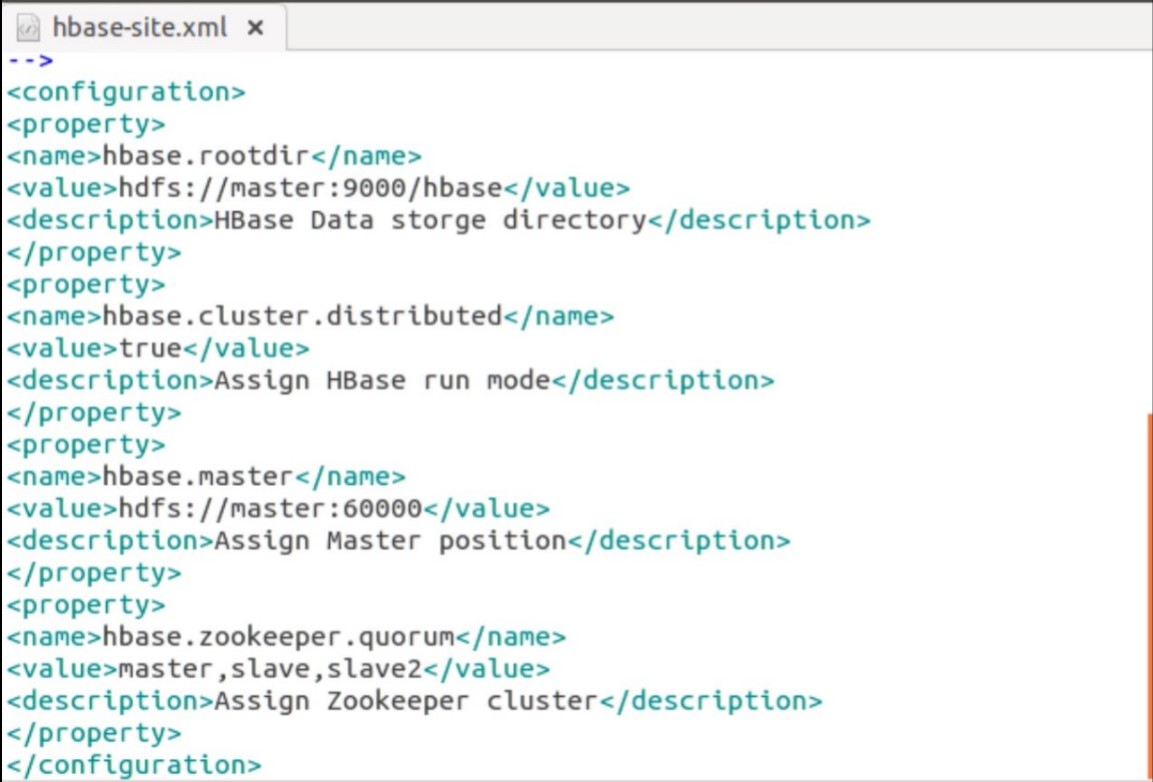 hbase-site.xml ×
-->
<configuration>
<property>
<name>hbase.rootdir</name>
<value>hdfs://master:9000/hbase</value>
<description>HBase Data storge directory</description>
</property>
<property>
<name>hbase.cluster.distributed</name>
<value>true</value>
<description>Assign HBase run mode</description>
</property>
<property>
<name>hbase.master</name>
<value>hdfs://master:60000</value>
<description>Assign Master position</description>
</property>
<property>
<name>hbase.zookeeper.quorum</name>
<value>master,slave,slave2</value>
<description>Assign Zookeeper cluster</description>
</property>
</configuration>